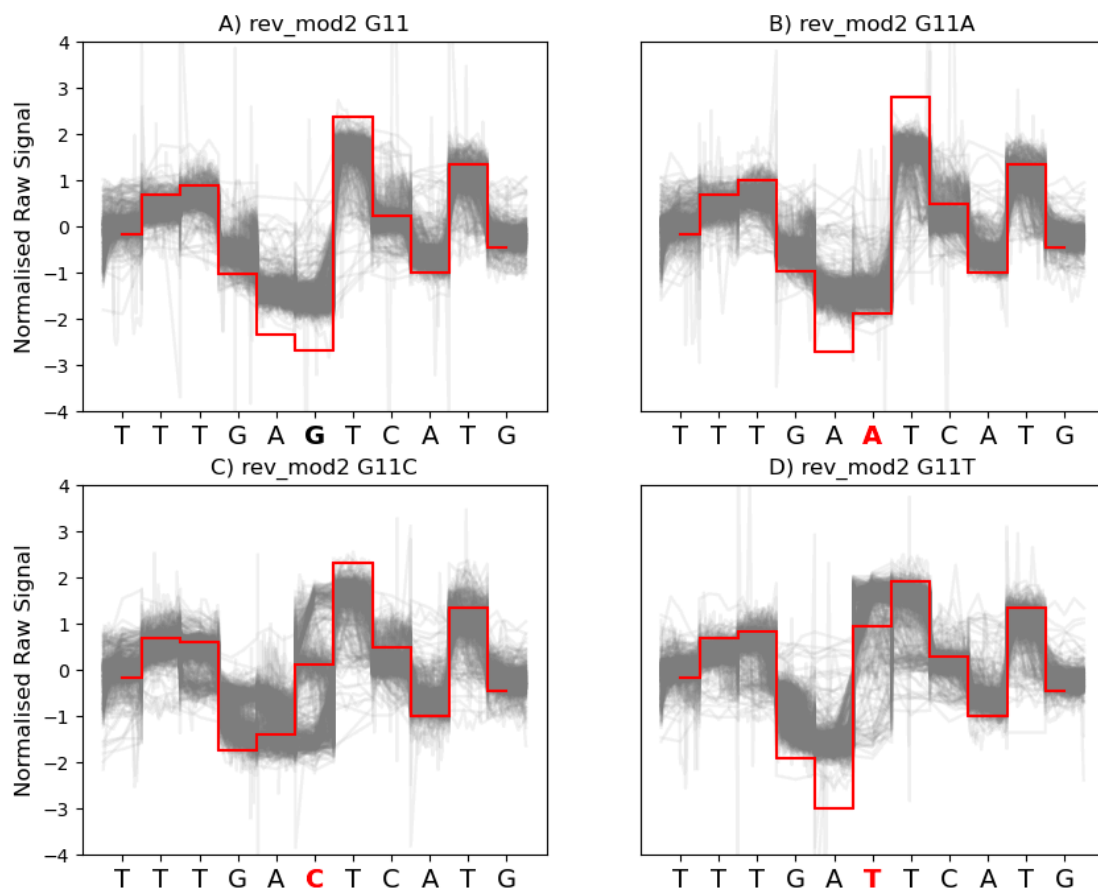 A) rev_mod2 G11
B) rev_mod2 G11A
Normalised Raw Signal
4
3
2
1
0
−1
−2
−3
−4
T T T G A G T C A T G
T T T G A A T C A T G
C) rev_mod2 G11C
D) rev_mod2 G11T
Normalised Raw Signal
4
3
2
1
0
−1
−2
−3
−4
T T T G A C T C A T G
T T T G A T T C A T G